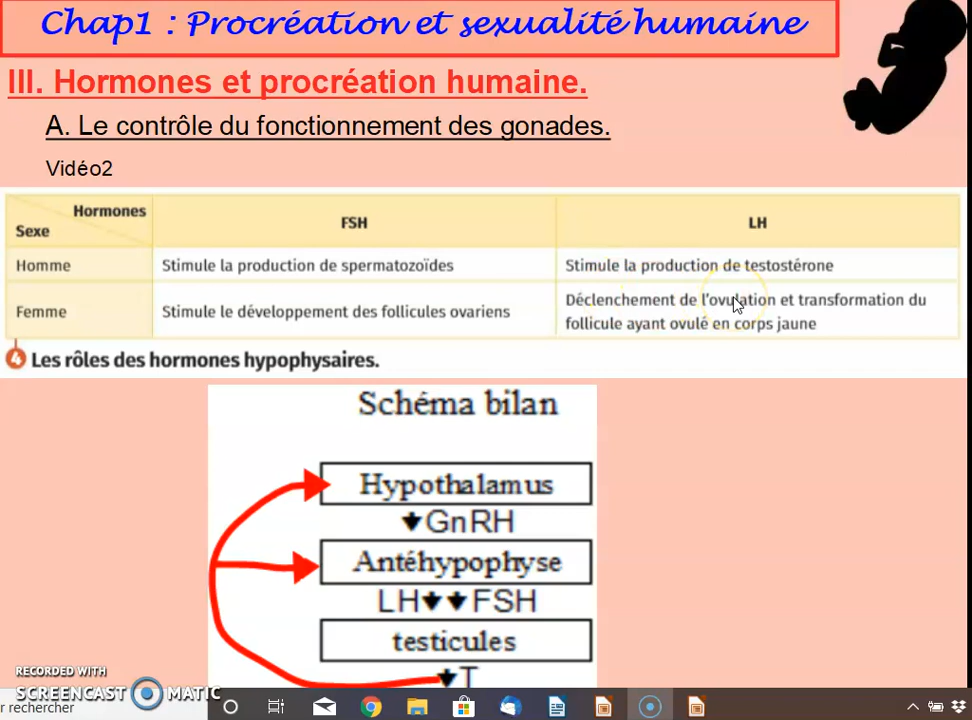 Chap1 : Procréation et sexualité humaine
III. Hormones et procréation humaine.
A. Le contrôle du fonctionnement des gonades.
Vidéo2
Hormones
Sexe
FSH
LH
Homme
Stimule la production de spermatozoïdes
Stimule la production de testostérone
Femme
Stimule le développement des follicules ovariens
Déclenchement de l'ovulation et transformation du
follicule ayant ovulé en corps jaune
4 Les rôles des hormones hypophysaires.
Schéma bilan
Hypothalamus
GnRH
Antéhypophyse
LH FSH
testicules
T
RECORDED WITH
SCREENCAST MATIC
r rechercher